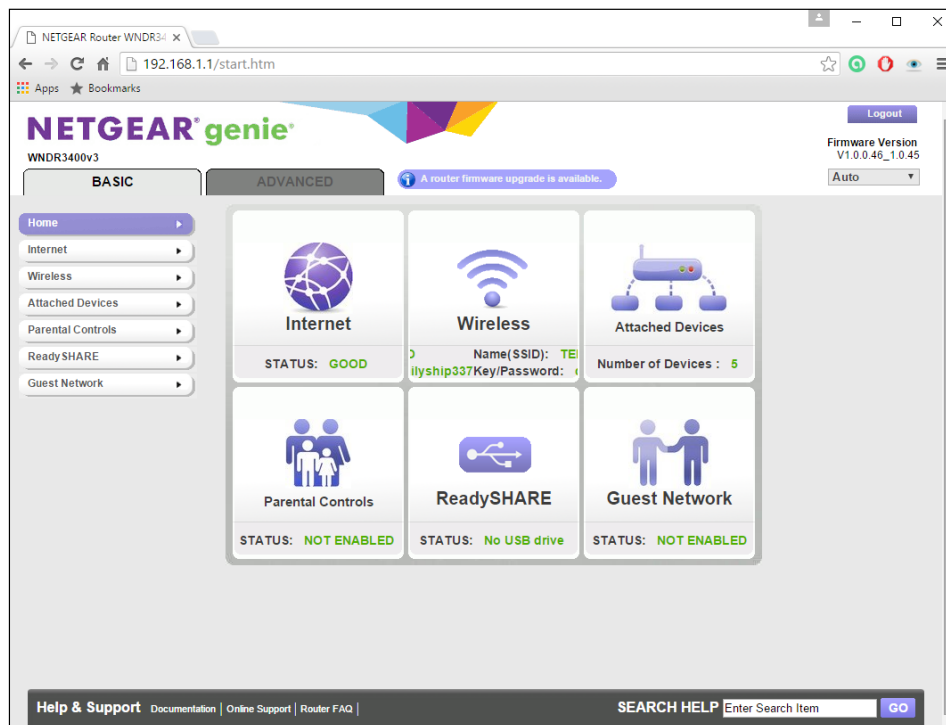 NETGEAR Router WNDR34
192.168.1.1/start.htm
Apps Bookmarks
NETGEAR® genie®
Logout
Firmware Version
V1.0.0.46_1.0.45
WNDR3400v3
BASIC
ADVANCED
A router firmware upgrade is available.
Auto
Home
Internet
Wireless
Attached Devices
Parental Controls
ReadySHARE
Guest Network
Internet
STATUS: GOOD
Wireless
Name(SSID): TE
ilyship337Key/Password:
Attached Devices
Number of Devices : 5
Parental Controls
STATUS: NOT ENABLED
ReadySHARE
STATUS: No USB drive
Guest Network
STATUS: NOT ENABLED
Help & Support Documentation | Online Support | Router FAQ |
SEARCH HELP Enter Search Item GO